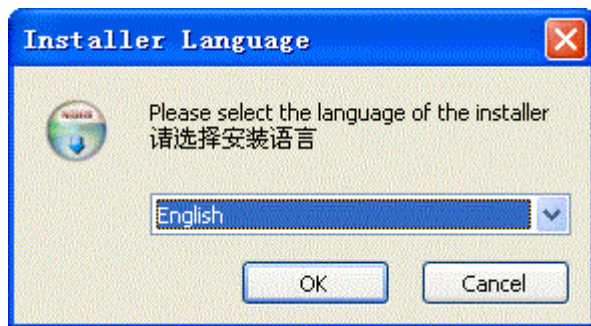 Installer Language
Please select the language of the installer
请选择安装语言
English
OK
Cancel